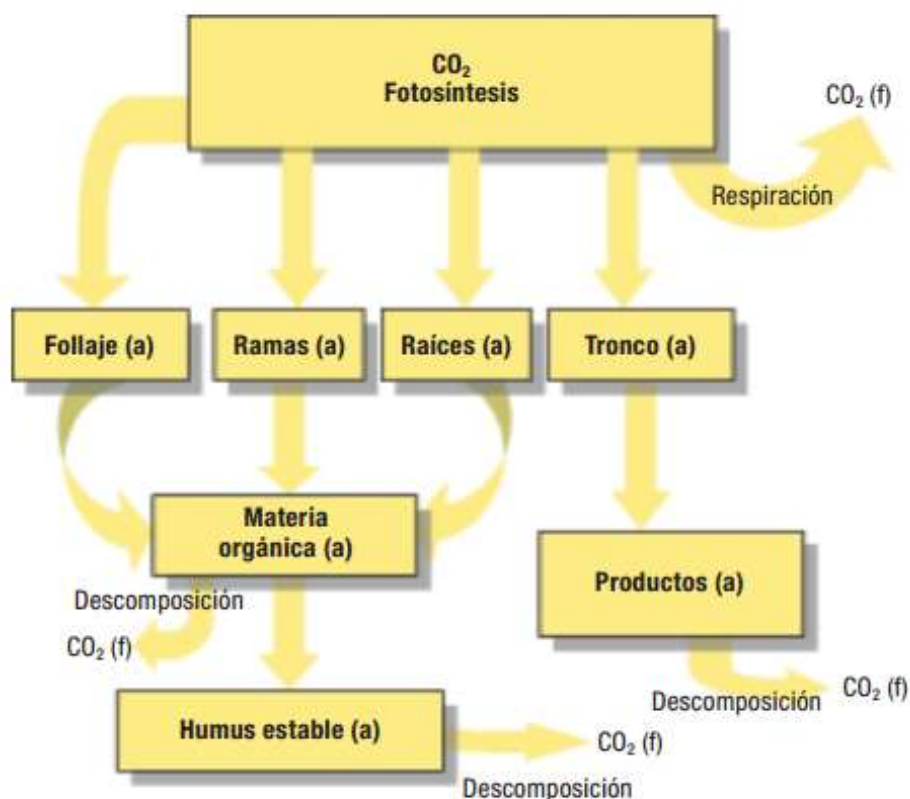 CO₂
Fotosíntesis
CO₂ (f)
Respiración
Follaje (a)
Ramas (a)
Raíces (a)
Tronco (a)
Materia
orgánica (a)
Productos (a)
Descomposición
CO₂ (f)
Descomposición
CO₂ (f)
Humus estable (a)
CO₂ (f)
Descomposición